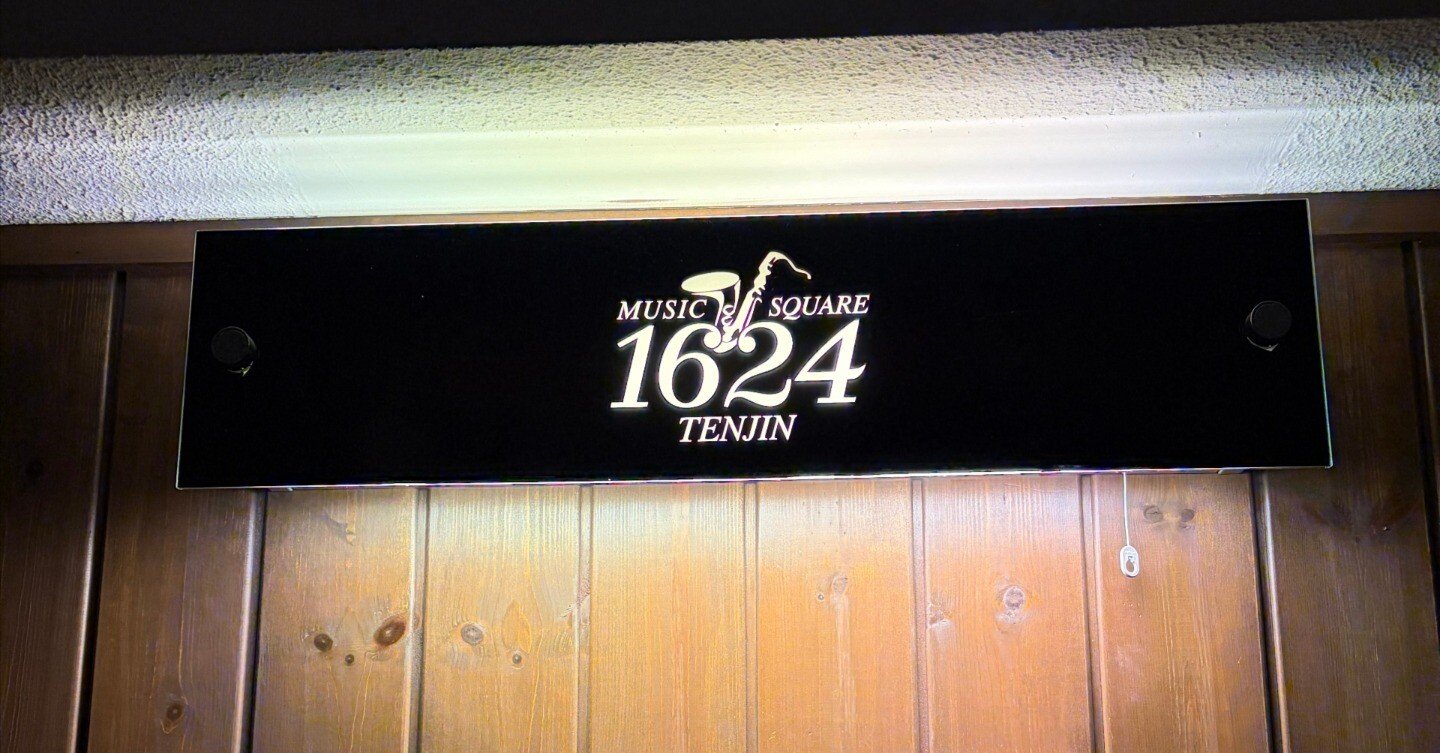 MUSIC SQUARE
1624
TENJIN